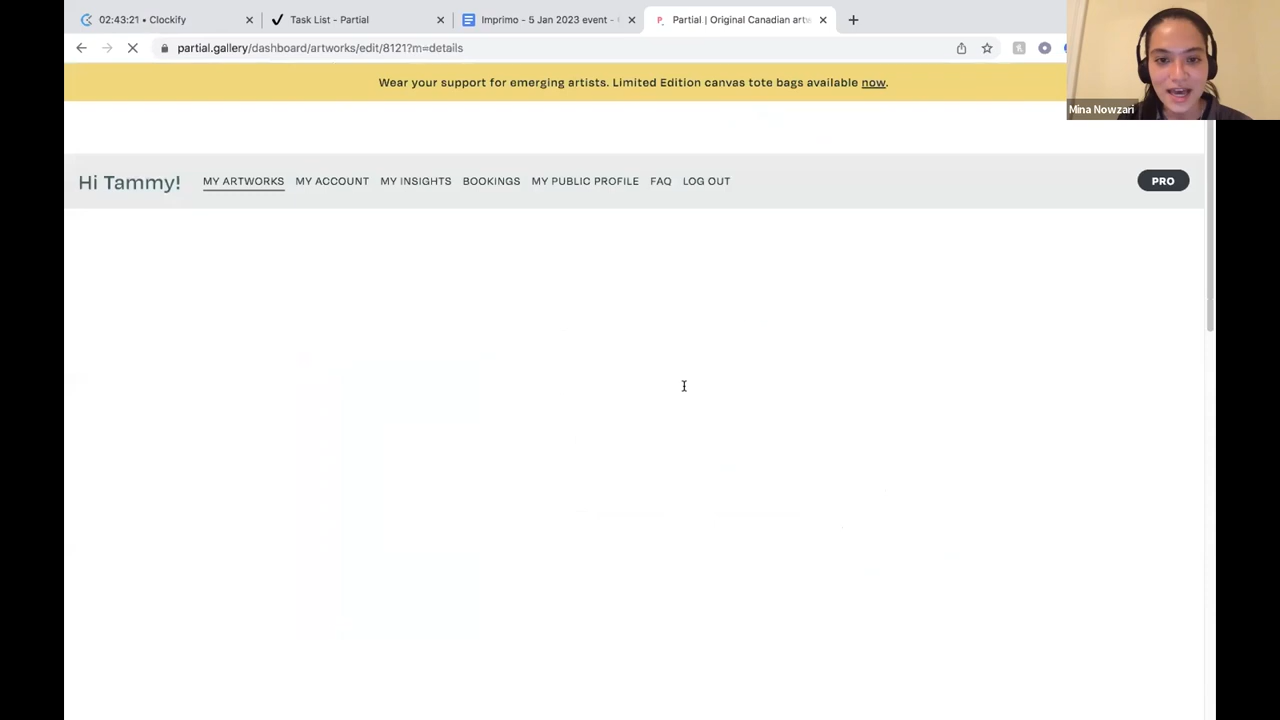 02:43:21 • Clockify
Task List - Partial
Imprimo - 5 Jan 2023 event -
Partial | Original Canadian artw
partial.gallery/dashboard/artworks/edit/8121?m=details
Wear your support for emerging artists. Limited Edition canvas tote bags available now.
Mina Nowzari
Hi Tammy! MY ARTWORKS MY ACCOUNT MY INSIGHTS BOOKINGS MY PUBLIC PROFILE FAQ LOG OUT PRO